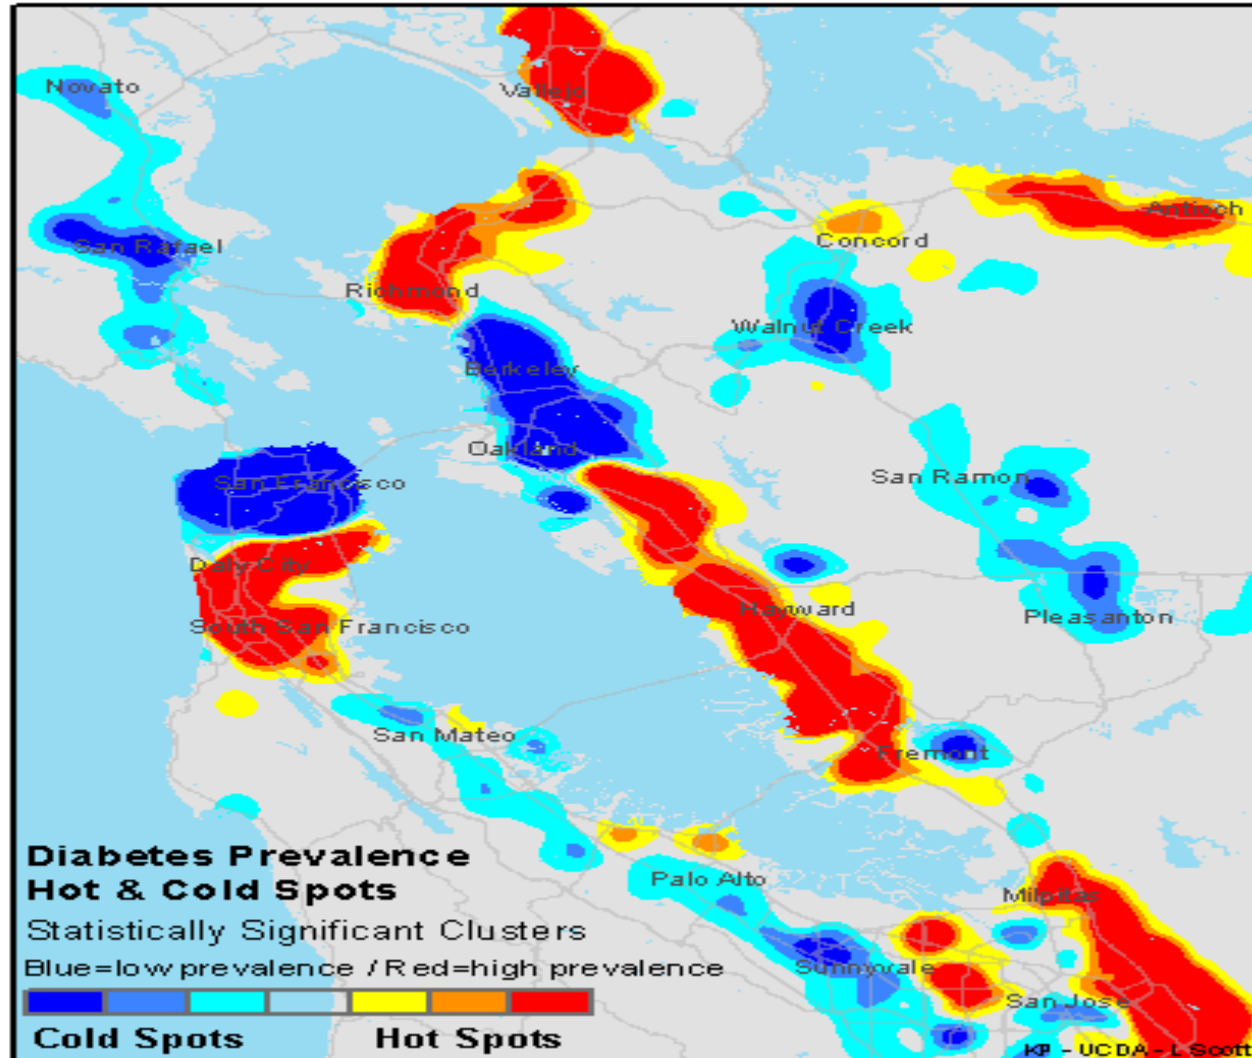 Novato
Vallejo
Antioch
Concord
San Rafael
Richmond
Walnut Creek
Berkeley
Oakland
San Ramon
San Francisco
Daly City
Hayward
Pleasanton
South San Francisco
San Mateo
Fremont
Diabetes Prevalence
Hot & Cold Spots
Statistically Significant Clusters
Blue=low prevalence / Red=high prevalence
Cold Spots Hot Spots
Palo Alto
Milpitas
Sunnyvale
San Jose
KP - UCDA - L Scott